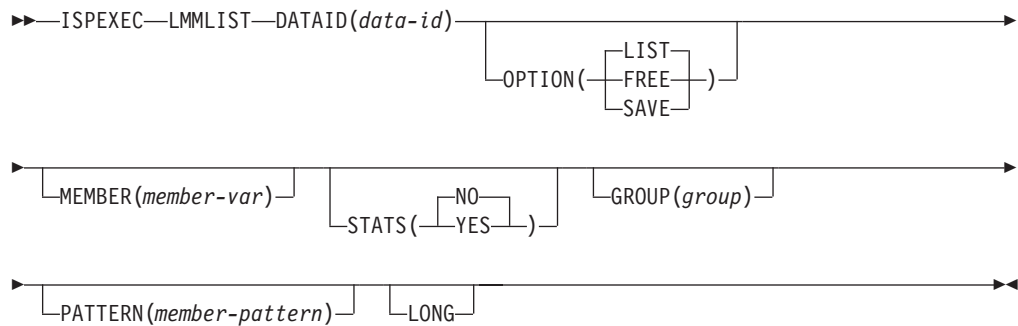 ISPEXEC LMMLIST DATAID(data-id)
LIST
OPTION( FREE )
SAVE
MEMBER(member-var)
NO
STATS( YES )
GROUP(group)
PATTERN(member-pattern)
LONG